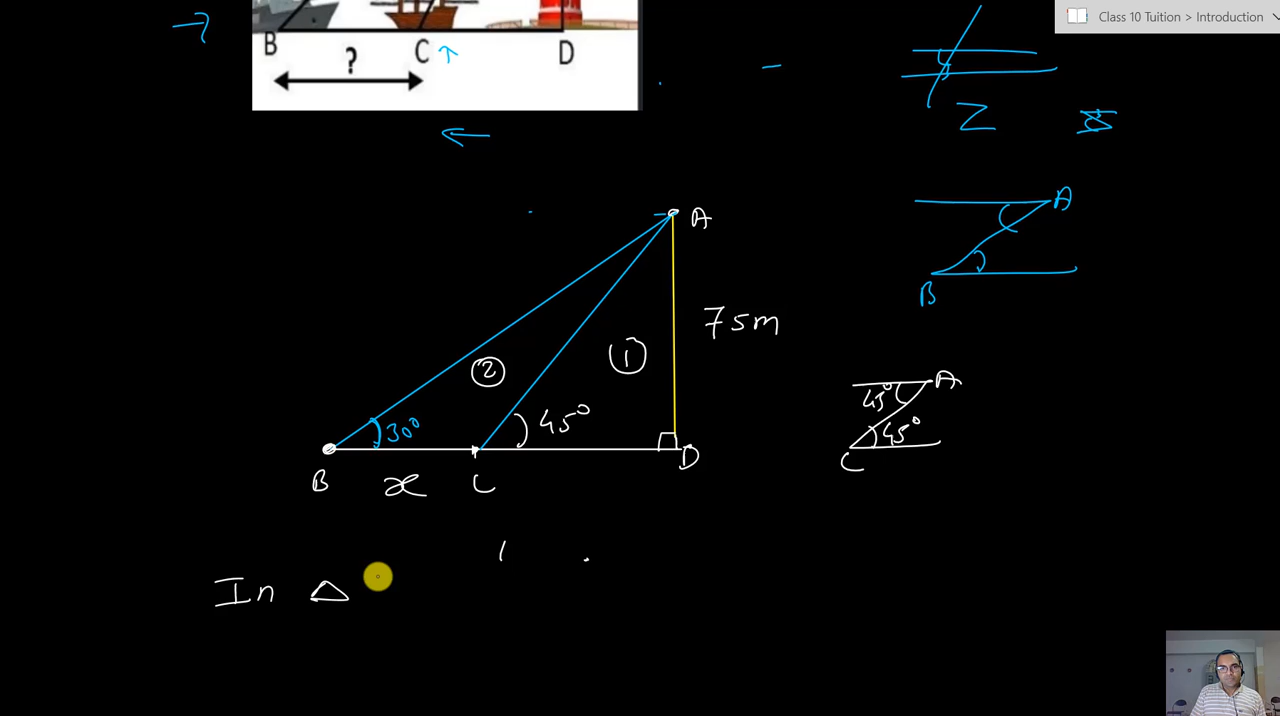 Class 10 Tuition > Introduction
B
?
C
D
Z
A
A
B
75m
①
②
A
45°
45°
C
30°
45°
B
x
C
D
In △